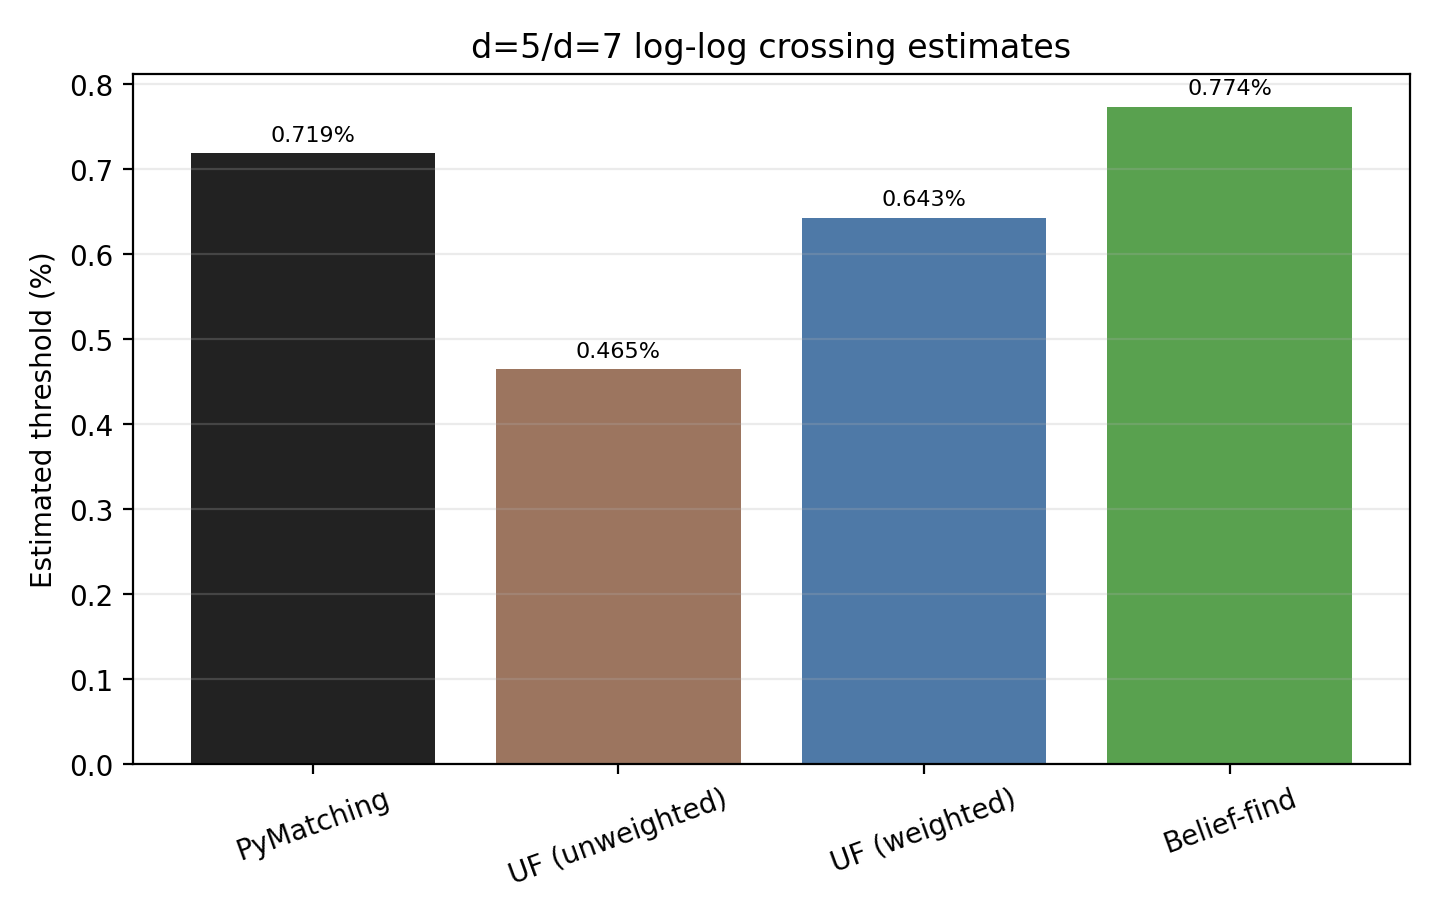 d=5/d=7 log-log crossing estimates
Estimated threshold (%)
0.8
0.7
0.6
0.5
0.4
0.3
0.2
0.1
0.0
0.719%
0.465%
0.643%
0.774%
PyMatching
UF (unweighted)
UF (weighted)
Belief-find